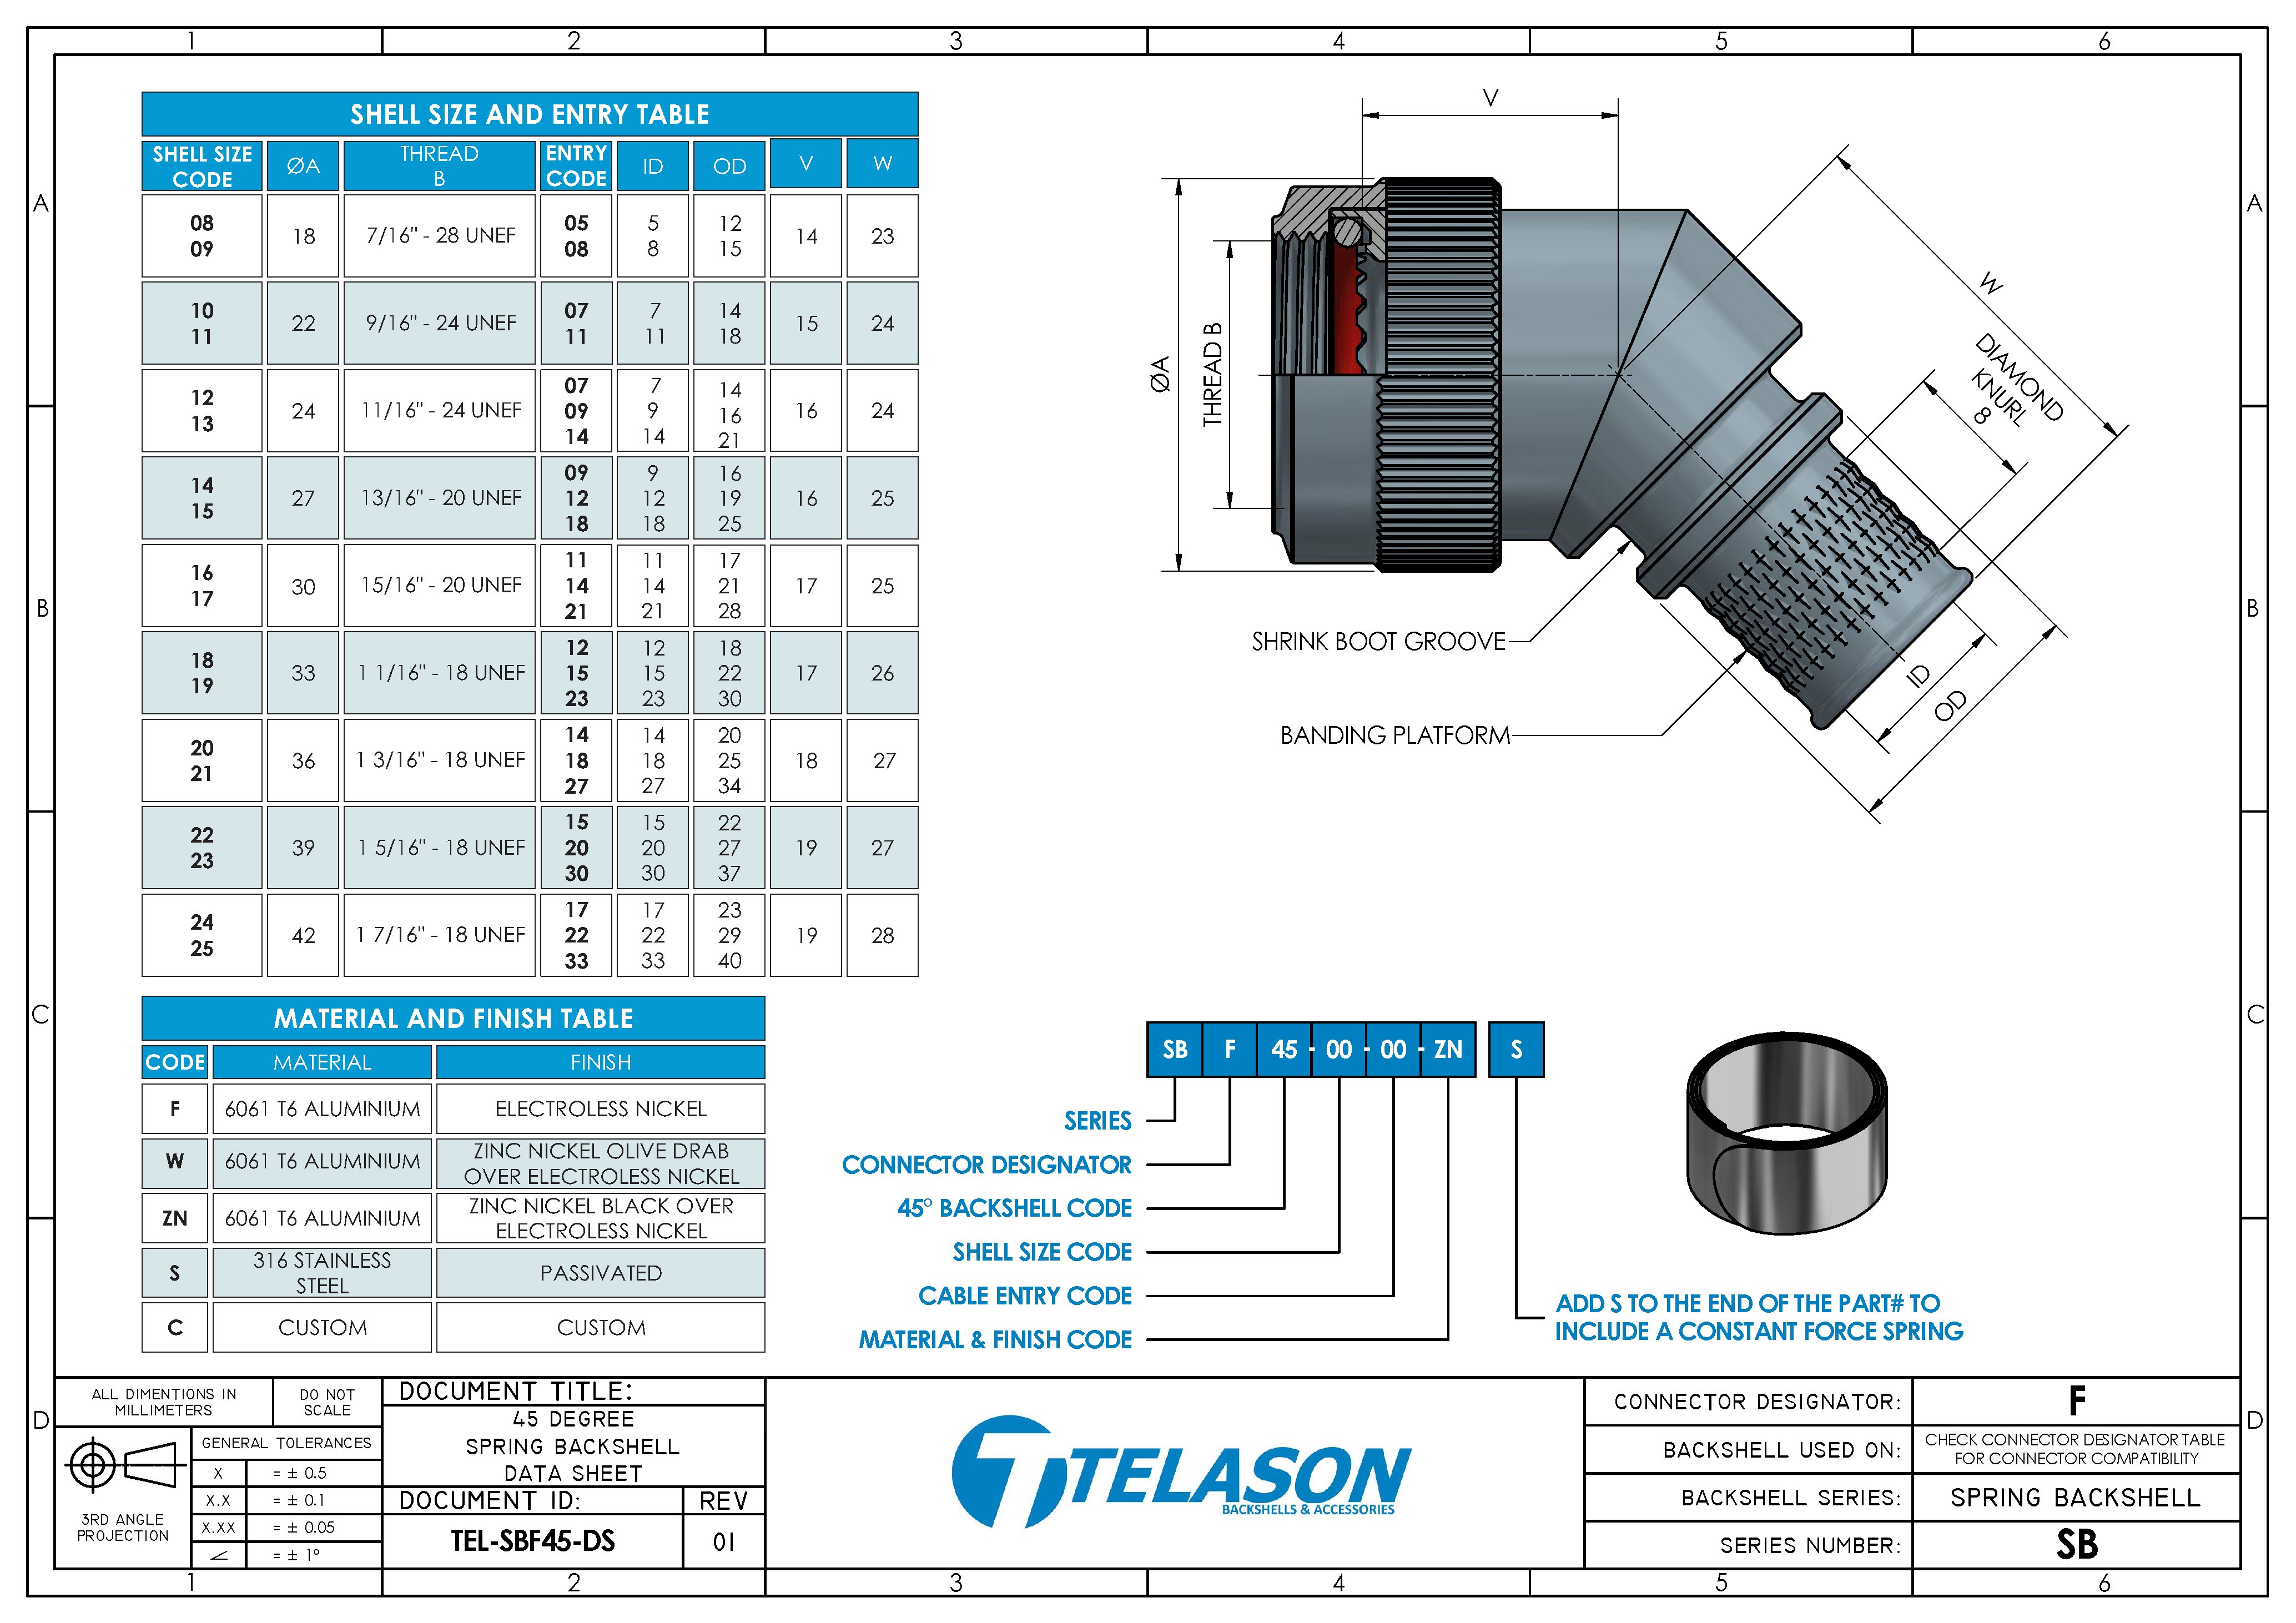 1 2 3 4 5 6
SHELL SIZE AND ENTRY TABLE
SHELL SIZE CODE ØA THREAD B ENTRY CODE ID OD V W
08 09 18 7/16" - 28 UNEF 05 08 5 8 12 15 14 23
10 11 22 9/16" - 24 UNEF 07 11 7 11 14 18 15 24
12 13 24 11/16" - 24 UNEF 07 09 14 7 9 14 14 16 21 16 24
14 15 27 13/16" - 20 UNEF 09 12 18 9 12 18 16 19 25 16 25
16 17 30 15/16" - 20 UNEF 11 14 21 11 14 21 17 21 28 17 25
18 19 33 1 1/16" - 18 UNEF 12 15 23 12 15 23 18 22 30 17 26
20 21 36 1 3/16" - 18 UNEF 14 18 27 14 18 27 20 25 34 18 27
22 23 39 1 5/16" - 18 UNEF 15 20 30 15 20 30 22 27 37 19 27
24 25 42 1 7/16" - 18 UNEF 17 22 33 17 22 33 23 29 40 19 28
V
W
ØA
THREAD B
DIAMOND
KNURL
8
SHRINK BOOT GROOVE
BANDING PLATFORM
ID
OD
A
B
C
D
A
B
C
D
MATERIAL AND FINISH TABLE
CODE MATERIAL FINISH
F 6061 T6 ALUMINIUM ELECTROLESS NICKEL
W 6061 T6 ALUMINIUM ZINC NICKEL OLIVE DRAB OVER ELECTROLESS NICKEL
ZN 6061 T6 ALUMINIUM ZINC NICKEL BLACK OVER ELECTROLESS NICKEL
S 316 STAINLESS STEEL PASSIVATED
C CUSTOM CUSTOM
SB F 45 - 00 - 00 - ZN S
SERIES
CONNECTOR DESIGNATOR
45° BACKSHELL CODE
SHELL SIZE CODE
CABLE ENTRY CODE
MATERIAL & FINISH CODE
ADD S TO THE END OF THE PART# TO
INCLUDE A CONSTANT FORCE SPRING
ALL DIMENTIONS IN
MILLIMETERS
DO NOT
SCALE
GENERAL TOLERANCES
X = ± 0.5
X.X = ± 0.1
X.XX = ± 0.05
∠ = ± 1°
3RD ANGLE
PROJECTION
DOCUMENT TITLE:
45 DEGREE
SPRING BACKSHELL
DATA SHEET
DOCUMENT ID: REV
TEL-SBF45-DS 01
TELASON
BACKSHELLS & ACCESSORIES
CONNECTOR DESIGNATOR: F
BACKSHELL USED ON: CHECK CONNECTOR DESIGNATOR TABLE
FOR CONNECTOR COMPATIBILITY
BACKSHELL SERIES: SPRING BACKSHELL
SERIES NUMBER: SB
1 2 3 4 5 6